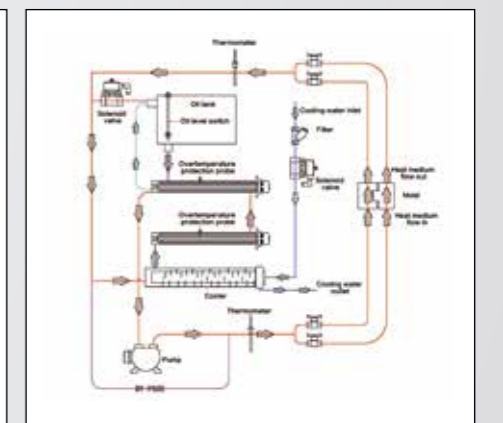 Thermometer
Solenoid
valve
Oil tank
Oil level switch
Cooling water inlet
Filter
Overtemperature
protection probe
Solenoid
valve
Heat medium
flow out
Mold
Heat medium
flow in
Overtemperature
protection probe
Cooling water
outlet
Cooler
Thermometer
Pump